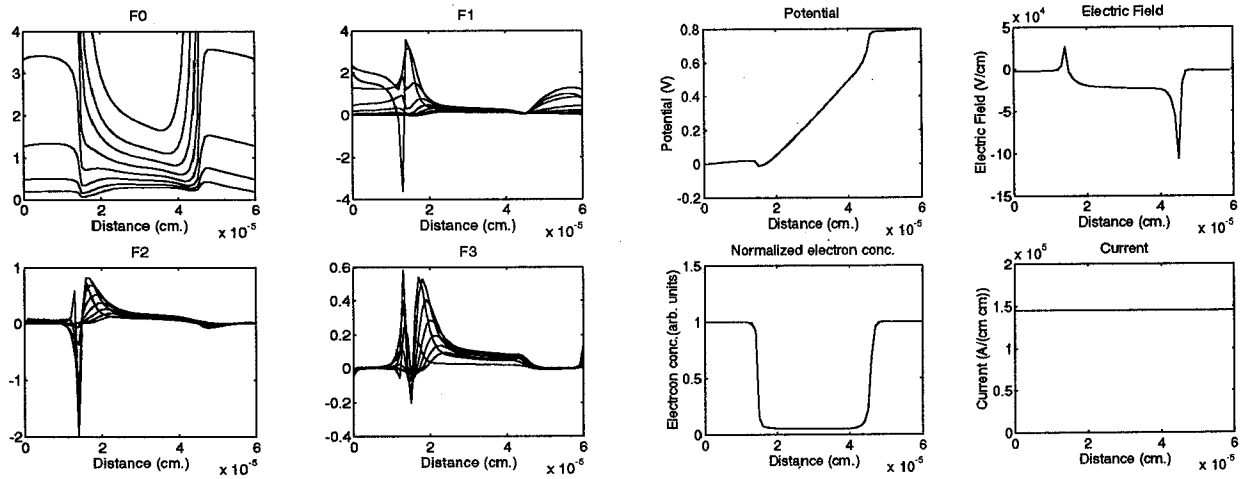 F0
4
3
2
1
0
0 2 4 6
Distance (cm.)
x 10⁻⁵
F1
4
2
0
-2
-4
0 2 4 6
Distance (cm.)
x 10⁻⁵
Potential
Potential (V)
0.8
0.6
0.4
0.2
0
-0.2
0 2 4 6
Distance (cm.)
x 10⁻⁵
Electric Field
x 10⁴
Electric Field (V/cm)
5
0
-5
-10
-15
0 2 4 6
Distance (cm.)
x 10⁻⁵
F2
1
0
-1
-2
0 2 4 6
Distance (cm.)
x 10⁻⁵
F3
0.6
0.4
0.2
0
-0.2
-0.4
0 2 4 6
Distance (cm.)
x 10⁻⁵
Normalized electron conc.
Electrcon conc.(arb. units)
1.5
1
0.5
0
0 2 4 6
Distance (cm.)
x 10⁻⁵
Current
x 10⁵
Current (A/(cm cm))
2
1.5
1
0.5
0
0 2 4 6
Distance (cm.)
x 10⁻⁵